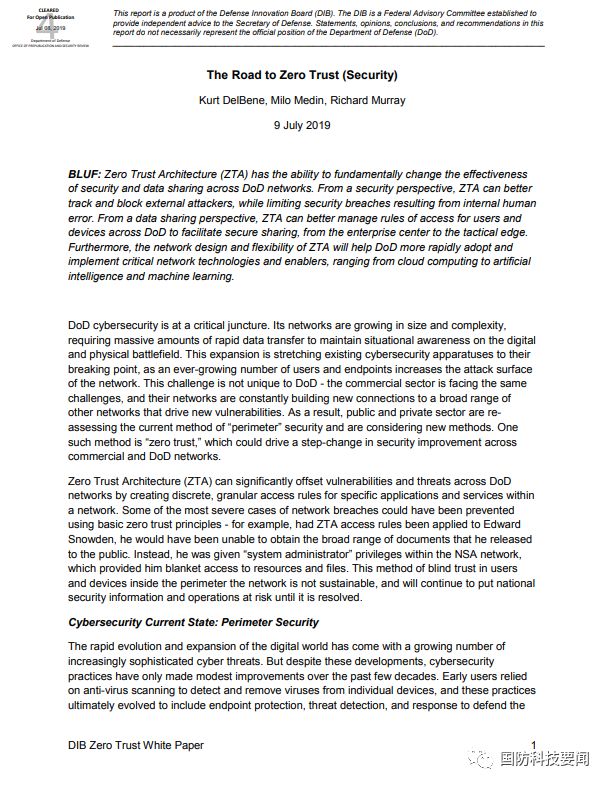 CLEARED
For Open Publication
Jul 08, 2019
4
Department of Defense
OFFICE OF PREPUBLICATION AND SECURITY REVIEW
This report is a product of the Defense Innovation Board (DIB). The DIB is a Federal Advisory Committee established to
provide independent advice to the Secretary of Defense. Statements, opinions, conclusions, and recommendations in this
report do not necessarily represent the official position of the Department of Defense (DoD).
The Road to Zero Trust (Security)
Kurt DelBene, Milo Medin, Richard Murray
9 July 2019
BLUF: Zero Trust Architecture (ZTA) has the ability to fundamentally change the effectiveness
of security and data sharing across DoD networks. From a security perspective, ZTA can better
track and block external attackers, while limiting security breaches resulting from internal human
error. From a data sharing perspective, ZTA can better manage rules of access for users and
devices across DoD to facilitate secure sharing, from the enterprise center to the tactical edge.
Furthermore, the network design and flexibility of ZTA will help DoD more rapidly adopt and
implement critical network technologies and enablers, ranging from cloud computing to artificial
intelligence and machine learning.
DoD cybersecurity is at a critical juncture. Its networks are growing in size and complexity,
requiring massive amounts of rapid data transfer to maintain situational awareness on the digital
and physical battlefield. This expansion is stretching existing cybersecurity apparatuses to their
breaking point, as an ever-growing number of users and endpoints increases the attack surface
of the network. This challenge is not unique to DoD - the commercial sector is facing the same
challenges, and their networks are constantly building new connections to a broad range of
other networks that drive new vulnerabilities. As a result, public and private sector are re-
assessing the current method of “perimeter” security and are considering new methods. One
such method is “zero trust,” which could drive a step-change in security improvement across
commercial and DoD networks.
Zero Trust Architecture (ZTA) can significantly offset vulnerabilities and threats across DoD
networks by creating discrete, granular access rules for specific applications and services within
a network. Some of the most severe cases of network breaches could have been prevented
using basic zero trust principles - for example, had ZTA access rules been applied to Edward
Snowden, he would have been unable to obtain the broad range of documents that he released
to the public. Instead, he was given “system administrator” privileges within the NSA network,
which provided him blanket access to resources and files. This method of blind trust in users
and devices inside the perimeter the network is not sustainable, and will continue to put national
security information and operations at risk until it is resolved.
Cybersecurity Current State: Perimeter Security
The rapid evolution and expansion of the digital world has come with a growing number of
increasingly sophisticated cyber threats. But despite these developments, cybersecurity
practices have only made modest improvements over the past few decades. Early users relied
on anti-virus scanning to detect and remove viruses from individual devices, and these practices
ultimately evolved to include endpoint protection, threat detection, and response to defend the
DIB Zero Trust White Paper
1
国防科技要闻